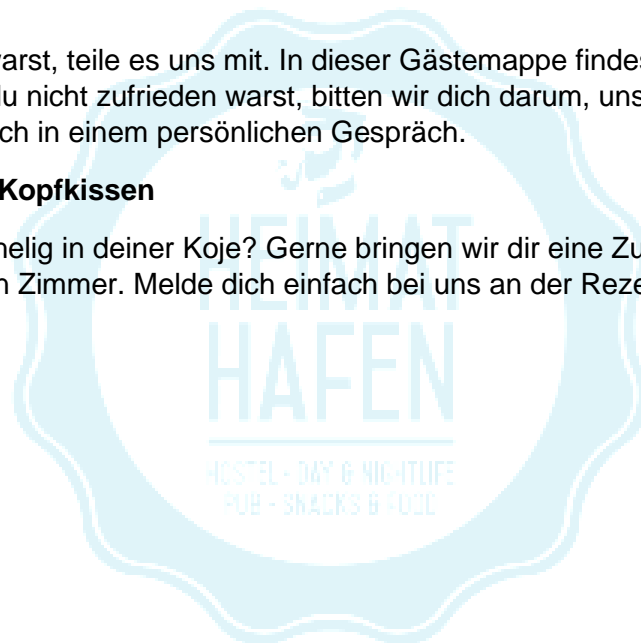 arst, teile es uns mit. In dieser Gästemappe findes
du nicht zufrieden warst, bitten wir dich darum, uns
ch in einem persönlichen Gespräch.
Kopfkissen
nelig in deiner Koje? Gerne bringen wir dir eine Zu
n Zimmer. Melde dich einfach bei uns an der Reze
HEIMAT
HAFEN
HOSTEL - DAY & NIGHTLIFE
PUB - SNACKS & FOOD